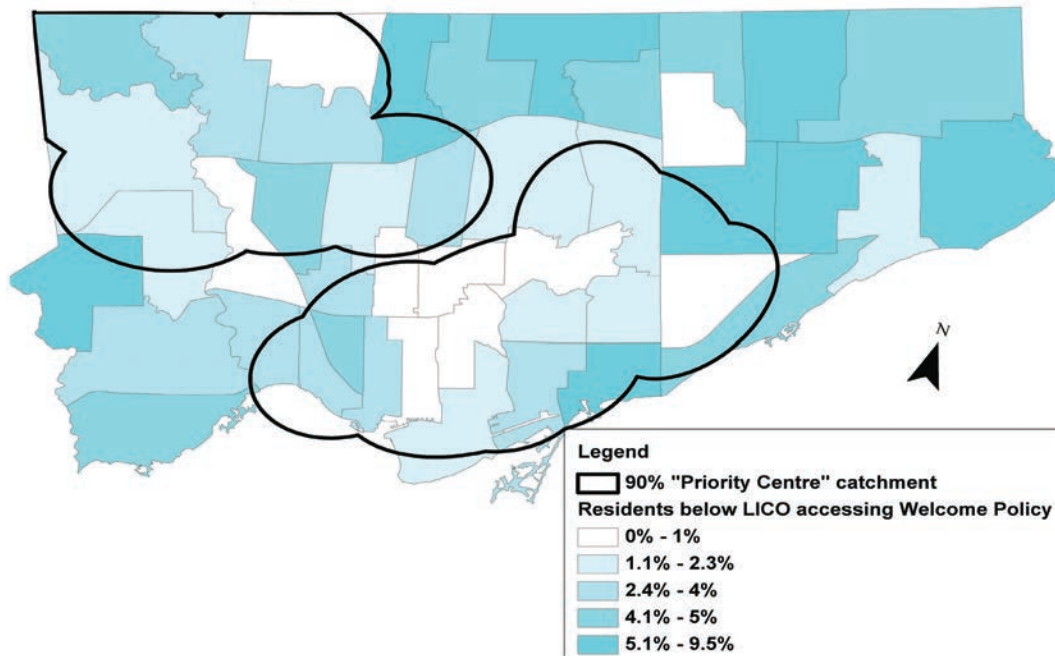 N
Legend
90% "Priority Centre" catchment
Residents below LICO accessing Welcome Policy
0% - 1%
1.1% - 2.3%
2.4% - 4%
4.1% - 5%
5.1% - 9.5%